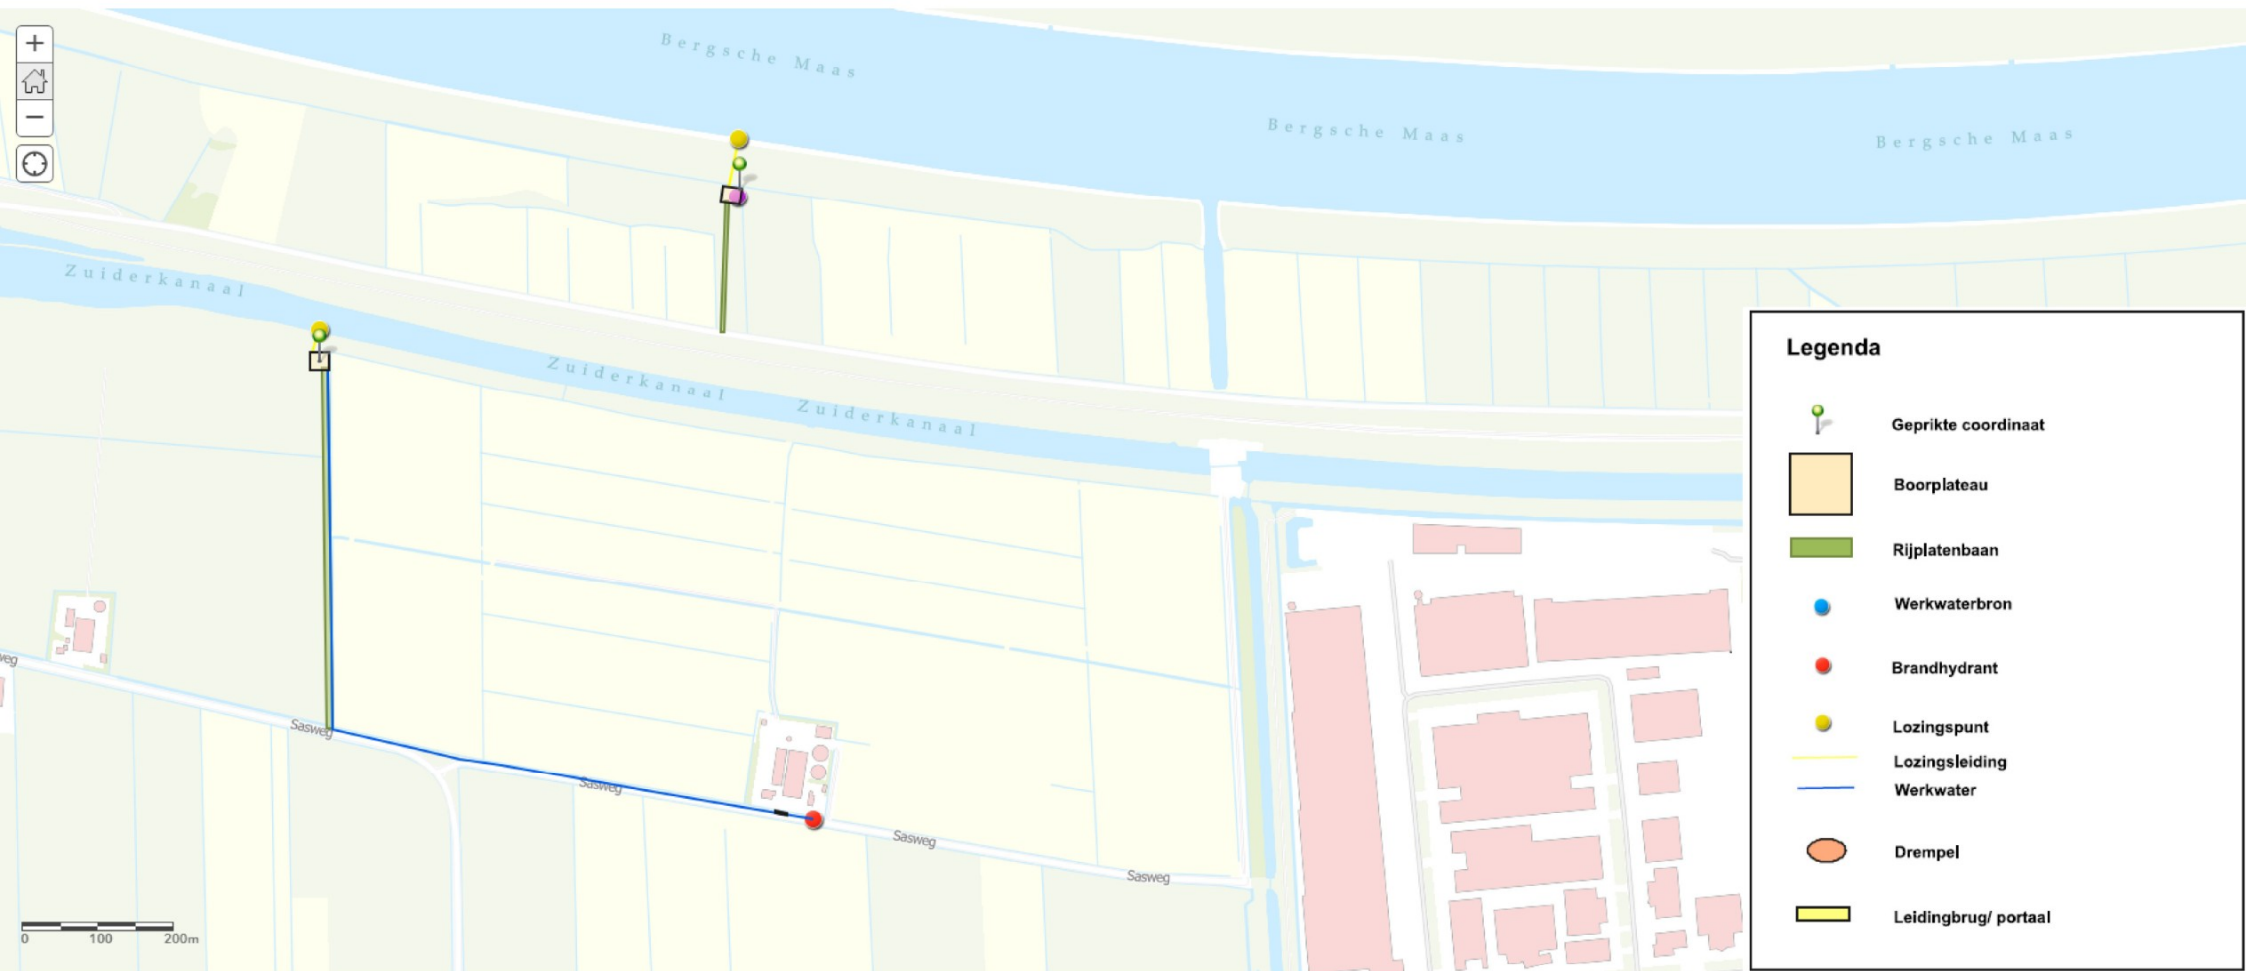 Bergsche Maas
Bergsche Maas
Bergsche Maas
Zuiderkanaal
Zuiderkanaal
Zuiderkanaal
weg
Sasweg
Sasweg
Sasweg
Sasweg
0 100 200m
Legenda
Geprikte coordinaat
Boorplateau
Rijplatenbaan
Werkwaterbron
Brandhydrant
Lozingspunt
Lozingsleiding
Werkwater
Drempel
Leidingbrug/ portaal